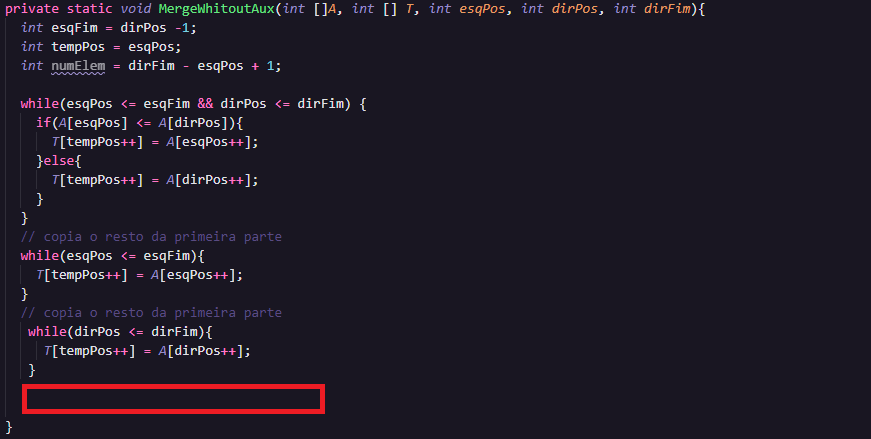 private static void MergeWhitoutAux(int []A, int [] T, int esqPos, int dirPos, int dirFim){
int esqFim = dirPos -1;
int tempPos = esqPos;
int numElem = dirFim - esqPos + 1;
while(esqPos <= esqFim && dirPos <= dirFim) {
if(A[esqPos] <= A[dirPos]){
T[tempPos++] = A[esqPos++];
}else{
T[tempPos++] = A[dirPos++];
}
}
// copia o resto da primeira parte
while(esqPos <= esqFim){
T[tempPos++] = A[esqPos++];
}
// copia o resto da primeira parte
while(dirPos <= dirFim){
T[tempPos++] = A[dirPos++];
}
}